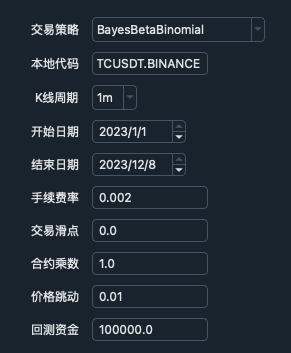 交易策略 BayesBetaBinomial
本地代码 TCUSDT.BINANCE
K线周期 1m
开始日期 2023/1/1
结束日期 2023/12/8
手续费率 0.002
交易滑点 0.0
合约乘数 1.0
价格跳动 0.01
回测资金 100000.0